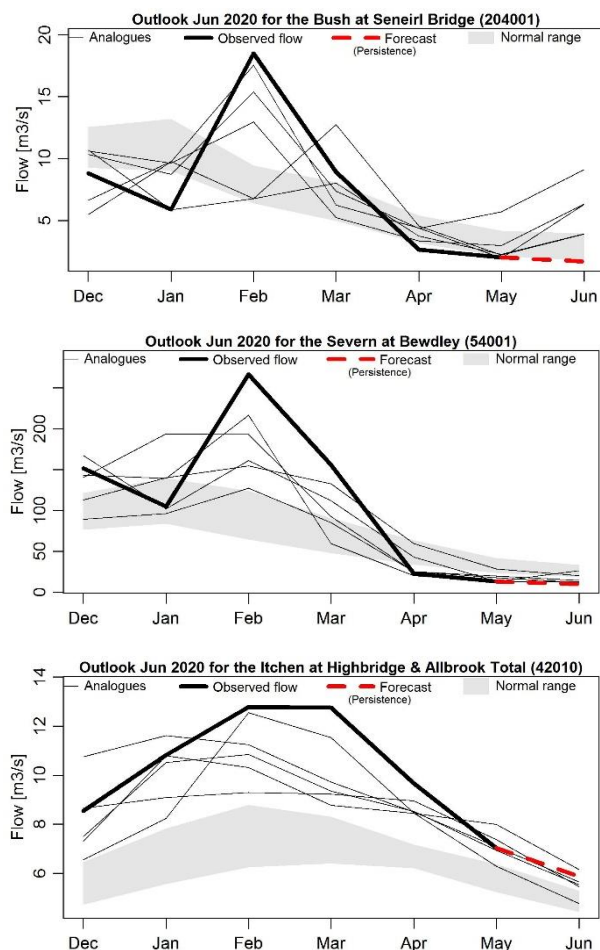 Outlook Jun 2020 for the Bush at Seneirl Bridge (204001)
Analogues Observed flow Forecast Normal range
(Persistence)
Flow [m3/s]
20
15
10
5
Dec Jan Feb Mar Apr May Jun
Outlook Jun 2020 for the Severn at Bewdley (54001)
Analogues Observed flow Forecast Normal range
(Persistence)
Flow [m3/s]
200
100
50
0
Dec Jan Feb Mar Apr May Jun
Outlook Jun 2020 for the Itchen at Highbridge & Allbrook Total (42010)
Analogues Observed flow Forecast Normal range
(Persistence)
Flow [m3/s]
14
12
10
8
6
Dec Jan Feb Mar Apr May Jun